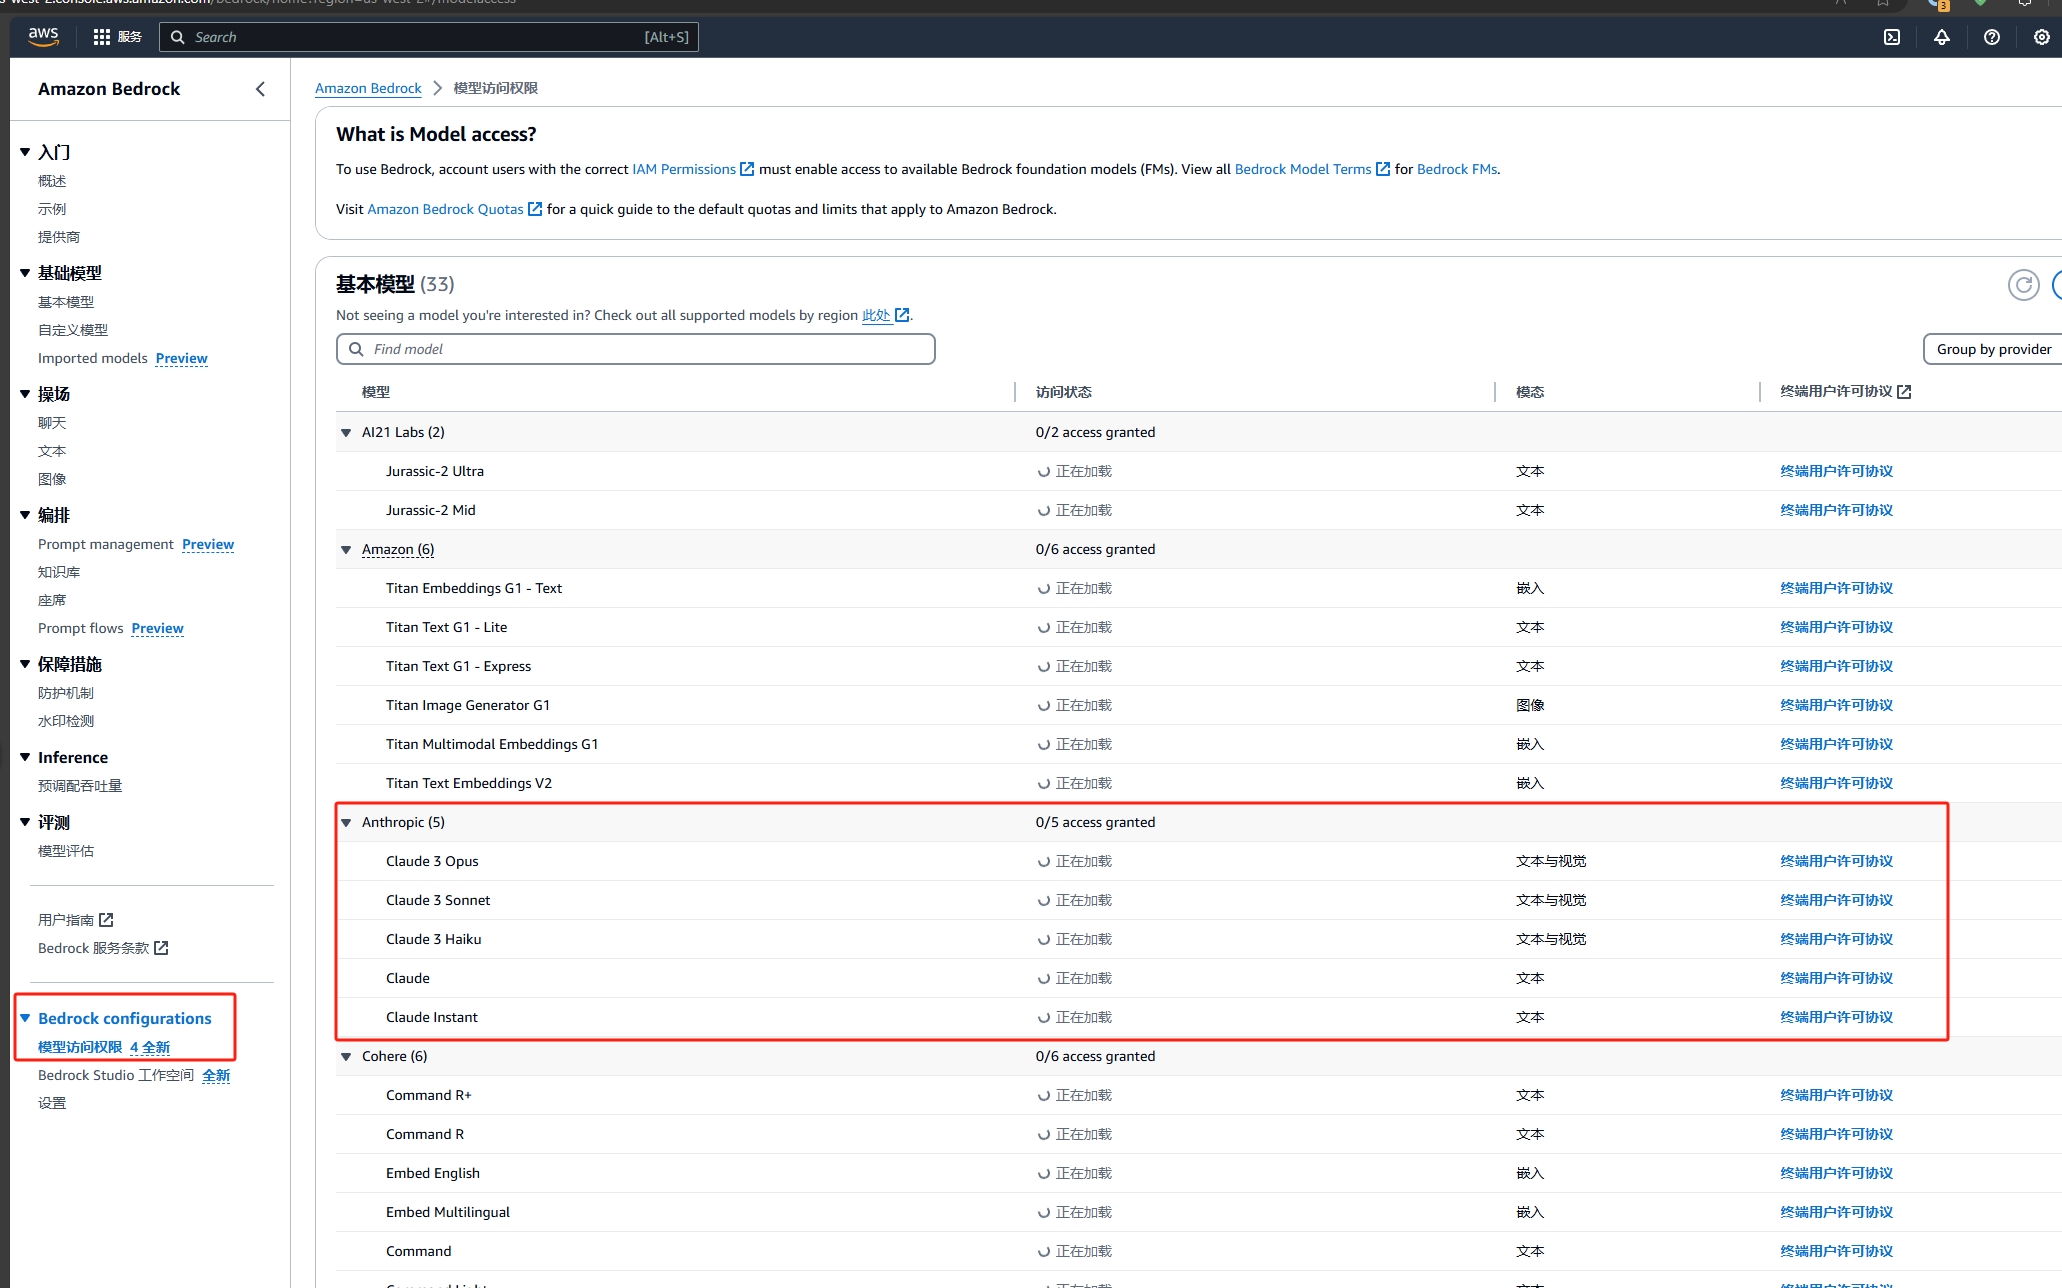 s-west-2.console.aws.amazon.com/bedrock/home?region=us-west-2#/modelaccess
3
aws
服务
Search
[Alt+S]
Amazon Bedrock
Amazon Bedrock
模型访问权限
入门
概述
示例
提供商
基础模型
基本模型
自定义模型
Imported models Preview
操场
聊天
文本
图像
编排
Prompt management Preview
知识库
座席
Prompt flows Preview
保障措施
防护机制
水印检测
Inference
预调配吞吐量
评测
模型评估
用户指南
Bedrock 服务条款
Bedrock configurations
模型访问权限 4 全新
Bedrock Studio 工作空间 全新
设置
What is Model access?
To use Bedrock, account users with the correct IAM Permissions must enable access to available Bedrock foundation models (FMs). View all Bedrock Model Terms for Bedrock FMs.
Visit Amazon Bedrock Quotas for a quick guide to the default quotas and limits that apply to Amazon Bedrock.
基本模型 (33)
Not seeing a model you're interested in? Check out all supported models by region 此处.
Find model
Group by provider
模型 访问状态 模态 终端用户许可协议
AI21 Labs (2) 0/2 access granted
Jurassic-2 Ultra 正在加载 文本 终端用户许可协议
Jurassic-2 Mid 正在加载 文本 终端用户许可协议
Amazon (6) 0/6 access granted
Titan Embeddings G1 - Text 正在加载 嵌入 终端用户许可协议
Titan Text G1 - Lite 正在加载 文本 终端用户许可协议
Titan Text G1 - Express 正在加载 文本 终端用户许可协议
Titan Image Generator G1 正在加载 图像 终端用户许可协议
Titan Multimodal Embeddings G1 正在加载 嵌入 终端用户许可协议
Titan Text Embeddings V2 正在加载 嵌入 终端用户许可协议
Anthropic (5) 0/5 access granted
Claude 3 Opus 正在加载 文本与视觉 终端用户许可协议
Claude 3 Sonnet 正在加载 文本与视觉 终端用户许可协议
Claude 3 Haiku 正在加载 文本与视觉 终端用户许可协议
Claude 正在加载 文本 终端用户许可协议
Claude Instant 正在加载 文本 终端用户许可协议
Cohere (6) 0/6 access granted
Command R+ 正在加载 文本 终端用户许可协议
Command R 正在加载 文本 终端用户许可协议
Embed English 正在加载 嵌入 终端用户许可协议
Embed Multilingual 正在加载 嵌入 终端用户许可协议
Command 正在加载 文本 终端用户许可协议